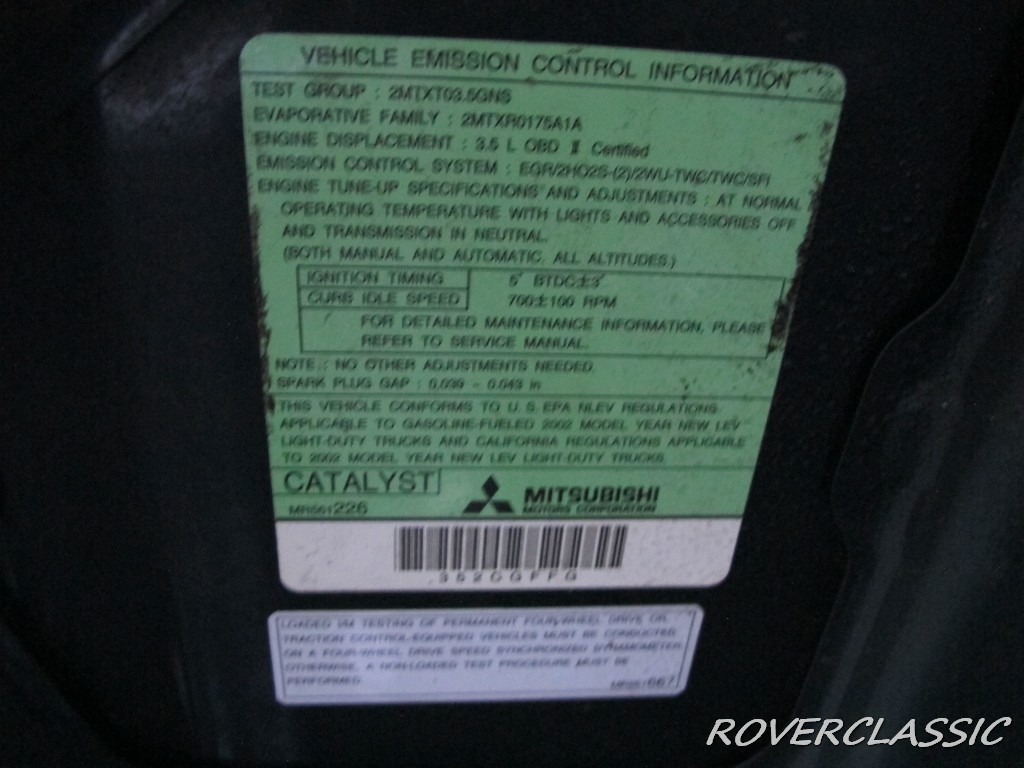 VEHICLE EMISSION CONTROL INFORMATION
TEST GROUP : 2MTXT03.5GNS
EVAPORATIVE FAMILY : 2MTXR0175A1A
ENGINE DISPLACEMENT : 3.5 L OBD Ⅱ Certified
EMISSION CONTROL SYSTEM : EGR/2HO2S-(2)/2WU-TWC/TWC/SFI
ENGINE TUNE-UP SPECIFICATIONS AND ADJUSTMENTS : AT NORMAL
OPERATING TEMPERATURE WITH LIGHTS AND ACCESSORIES OFF
AND TRANSMISSION IN NEUTRAL.
(BOTH MANUAL AND AUTOMATIC. ALL ALTITUDES.)
IGNITION TIMING 5° BTDC±3°
CURB IDLE SPEED 700±100 RPM
FOR DETAILED MAINTENANCE INFORMATION, PLEASE
REFER TO SERVICE MANUAL.
NOTE : NO OTHER ADJUSTMENTS NEEDED.
SPARK PLUG GAP : 0.039 - 0.043 in
THIS VEHICLE CONFORMS TO U.S. EPA NLEV REGULATIONS
APPLICABLE TO GASOLINE-FUELED 2002 MODEL YEAR NEW LEV
LIGHT-DUTY TRUCKS AND CALIFORNIA REGULATIONS APPLICABLE
TO 2002 MODEL YEAR NEW LEV LIGHT-DUTY TRUCKS.
CATALYST
MR561226
MITSUBISHI
MOTORS CORPORATION
352CGFFG
LOADED I/M TESTING OF PERMANENT FOUR-WHEEL DRIVE OR
TRACTION CONTROL-EQUIPPED VEHICLES MUST BE CONDUCTED
ON A FOUR-WHEEL DRIVE SPEED SYNCHRONIZED DYNAMOMETER
OTHERWISE, A NON-LOADED TEST PROCEDURE MUST BE
PERFORMED.
MR561667
ROVERCLASSIC